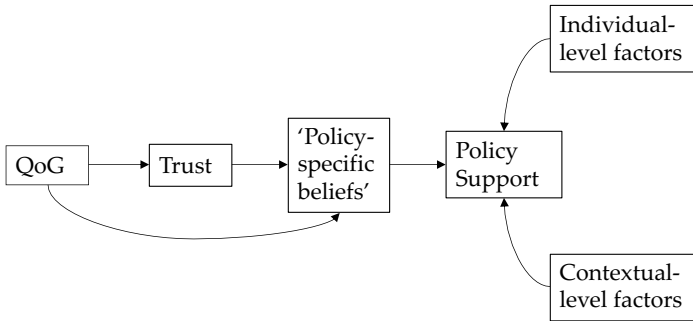 Individual-
level factors
QoG
Trust
‘Policy-
specific
beliefs’
Policy
Support
Contextual-
level factors